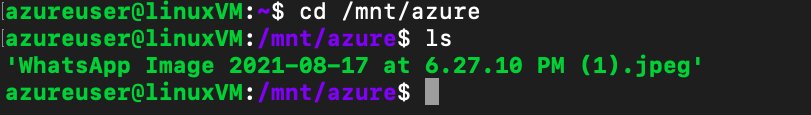 [azureuser@linuxVM:~$ cd /mnt/azure
[azureuser@linuxVM:/mnt/azure$ ls
'WhatsApp Image 2021-08-17 at 6.27.10 PM (1).jpeg'
azureuser@linuxVM:/mnt/azure$